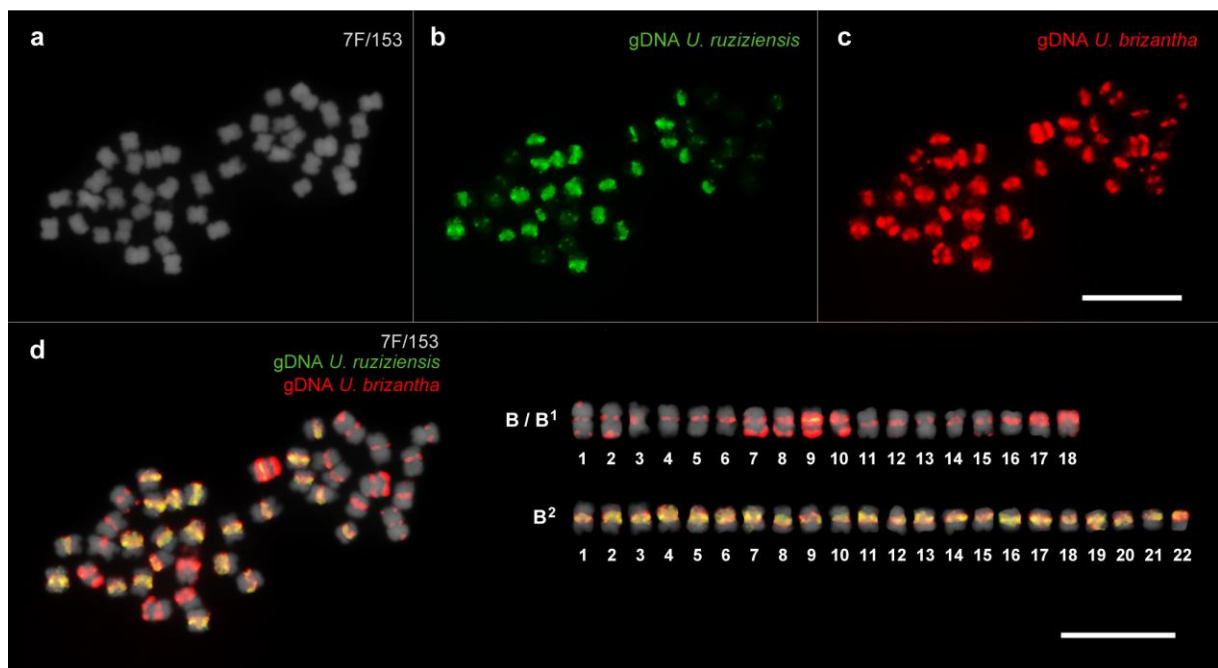 a
7F/153
b
gDNA U. ruziziensis
c
gDNA U. brizantha
d
7F/153
gDNA U. ruziziensis
gDNA U. brizantha
B / B¹
1 2 3 4 5 6 7 8 9 10 11 12 13 14 15 16 17 18
B²
1 2 3 4 5 6 7 8 9 10 11 12 13 14 15 16 17 18 19 20 21 22